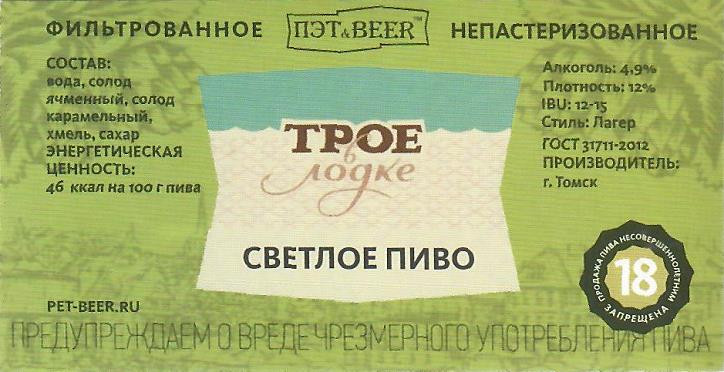 ФИЛЬТРОВАННОЕ
ПЭТ&BEER™
НЕПАСТЕРИЗОВАННОЕ
СОСТАВ:
вода, солод
ячменный, солод
карамельный,
хмель, сахар
ЭНЕРГЕТИЧЕСКАЯ
ЦЕННОСТЬ:
46 ккал на 100 г пива
Алкоголь: 4,9%
Плотность: 12%
IBU: 12-15
Стиль: Лагер
ГОСТ 31711-2012
ПРОИЗВОДИТЕЛЬ:
г. Томск
ТРОЕ
в
лодке
СВЕТЛОЕ ПИВО
ПРОДАЖА ПИВА НЕСОВЕРШЕННОЛЕТНИМ
18
ЗАПРЕЩЕНА
PET-BEER.RU
ПРЕДУПРЕЖДАЕМ О ВРЕДЕ ЧРЕЗМЕРНОГО УПОТРЕБЛЕНИЯ ПИВА